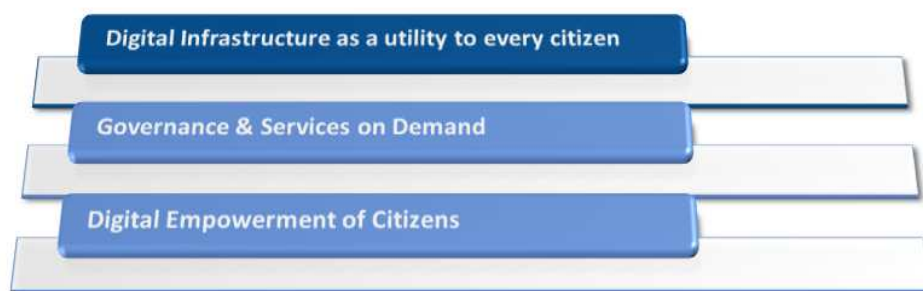 Digital Infrastructure as a utility to every citizen
Governance & Services on Demand
Digital Empowerment of Citizens